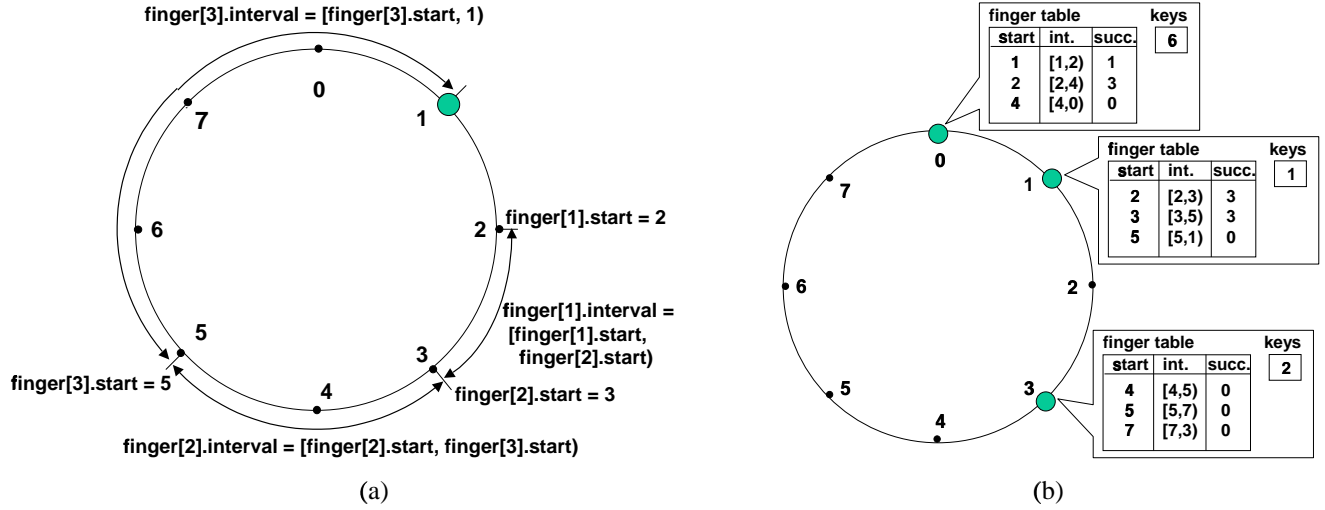 finger[3].interval = [finger[3].start, 1)
0
1
7
6
2
finger[1].start = 2
finger[1].interval =
[finger[1].start,
finger[2].start)
5
3
finger[3].start = 5
4
finger[2].start = 3
finger[2].interval = [finger[2].start, finger[3].start)
(a)
finger table keys
start int. succ. 6
1 [1,2) 1
2 [2,4) 3
4 [4,0) 0
0
finger table keys
start int. succ. 1
2 [2,3) 3
3 [3,5) 3
5 [5,1) 0
7
1
6
2
finger table keys
start int. succ. 2
4 [4,5) 0
5 [5,7) 0
7 [7,3) 0
5
3
4
(b)